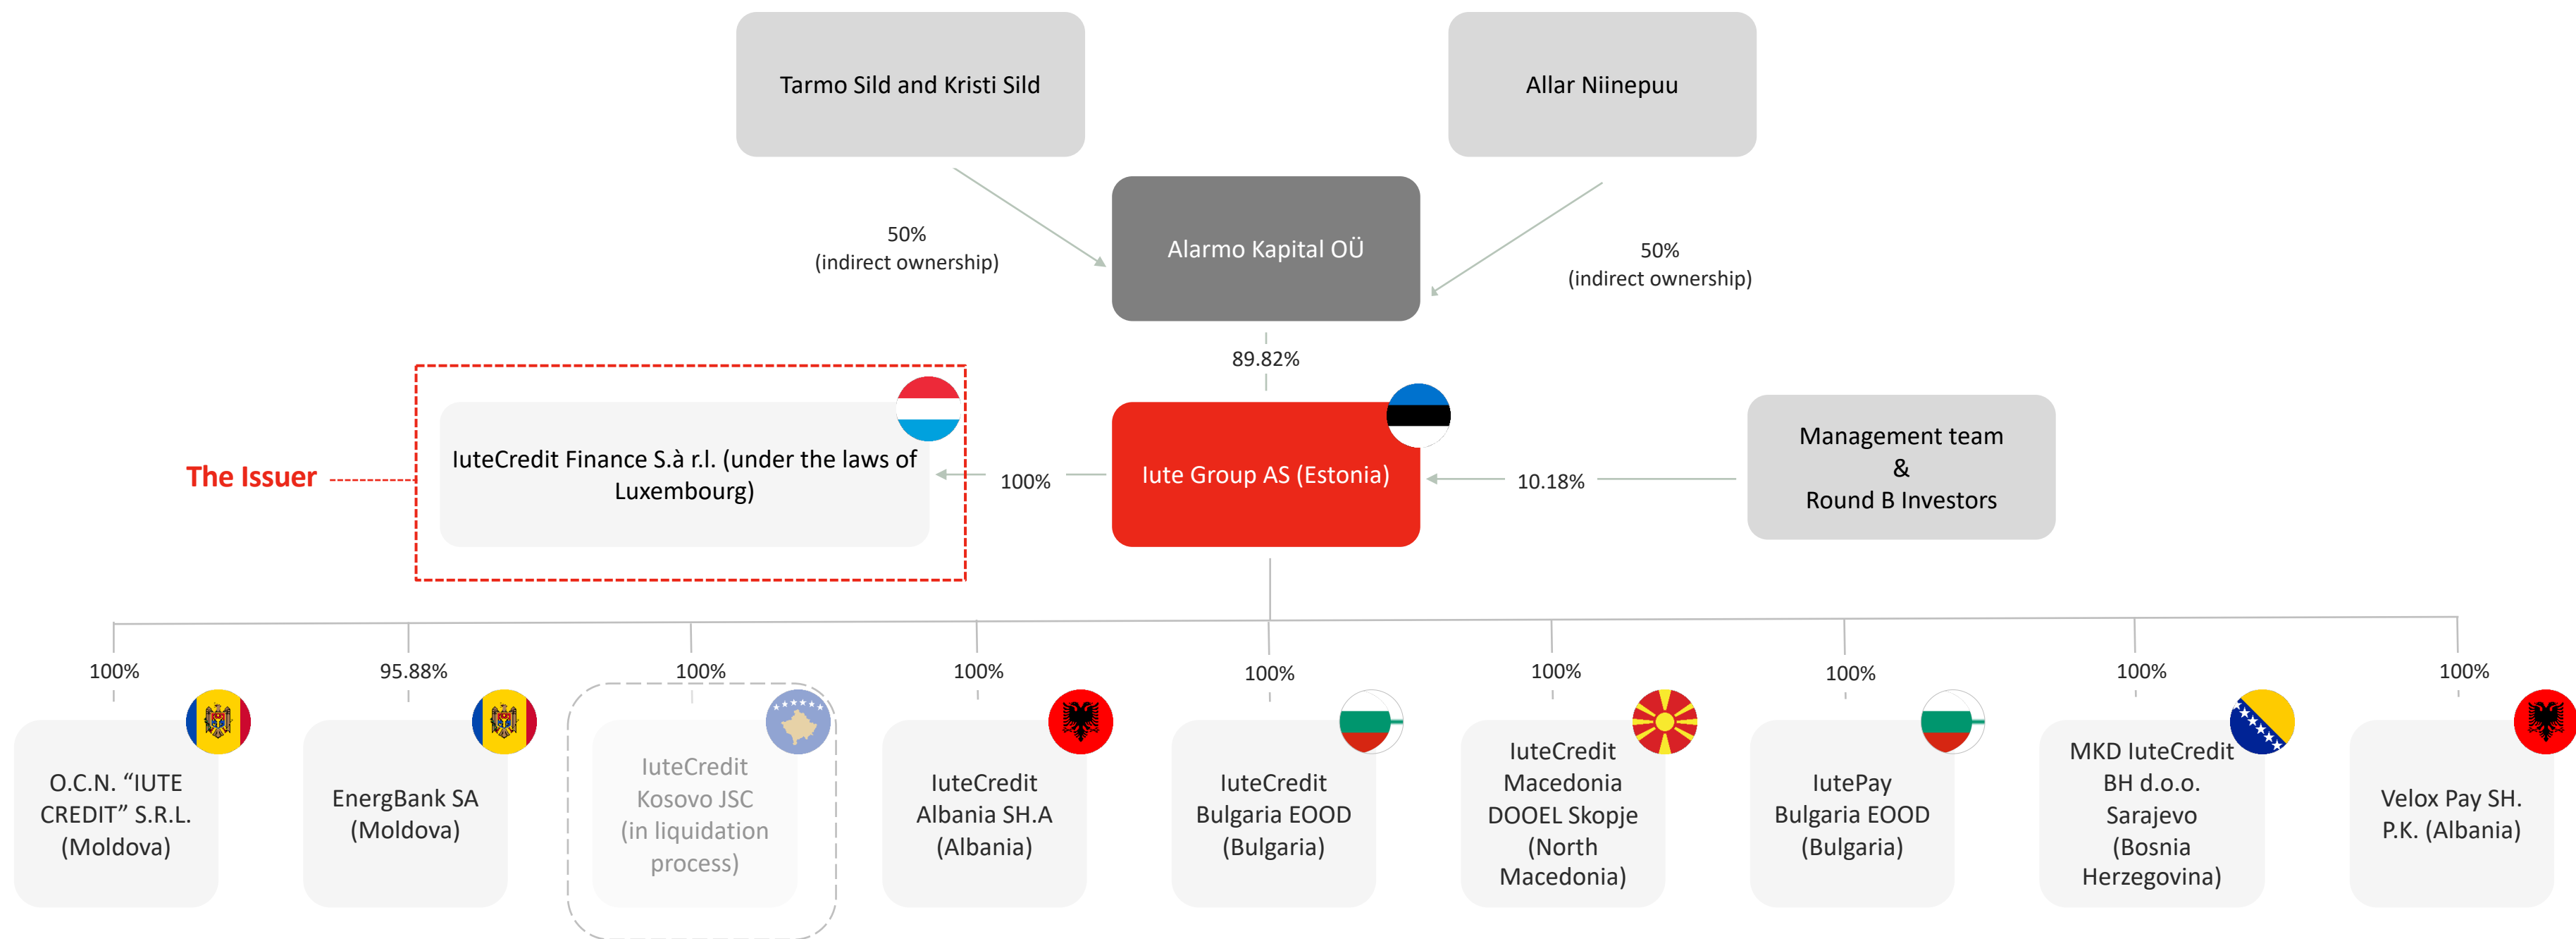 Tarmo Sild and Kristi Sild
Allar Niinepuu
Alarmo Kapital OÜ
50%
(indirect ownership)
50%
(indirect ownership)
89.82%
The Issuer
IuteCredit Finance S.à r.l. (under the laws of
Luxembourg)
100%
Iute Group AS (Estonia)
10.18%
Management team
&
Round B Investors
100%
95.88%
100%
100%
100%
100%
100%
100%
100%
O.C.N. “IUTE
CREDIT” S.R.L.
(Moldova)
EnergBank SA
(Moldova)
IuteCredit
Kosovo JSC
(in liquidation
process)
IuteCredit
Albania SH.A
(Albania)
IuteCredit
Bulgaria EOOD
(Bulgaria)
IuteCredit
Macedonia
DOOEL Skopje
(North
Macedonia)
IutePay
Bulgaria EOOD
(Bulgaria)
MKD IuteCredit
BH d.o.o.
Sarajevo
(Bosnia
Herzegovina)
Velox Pay SH.
P.K. (Albania)